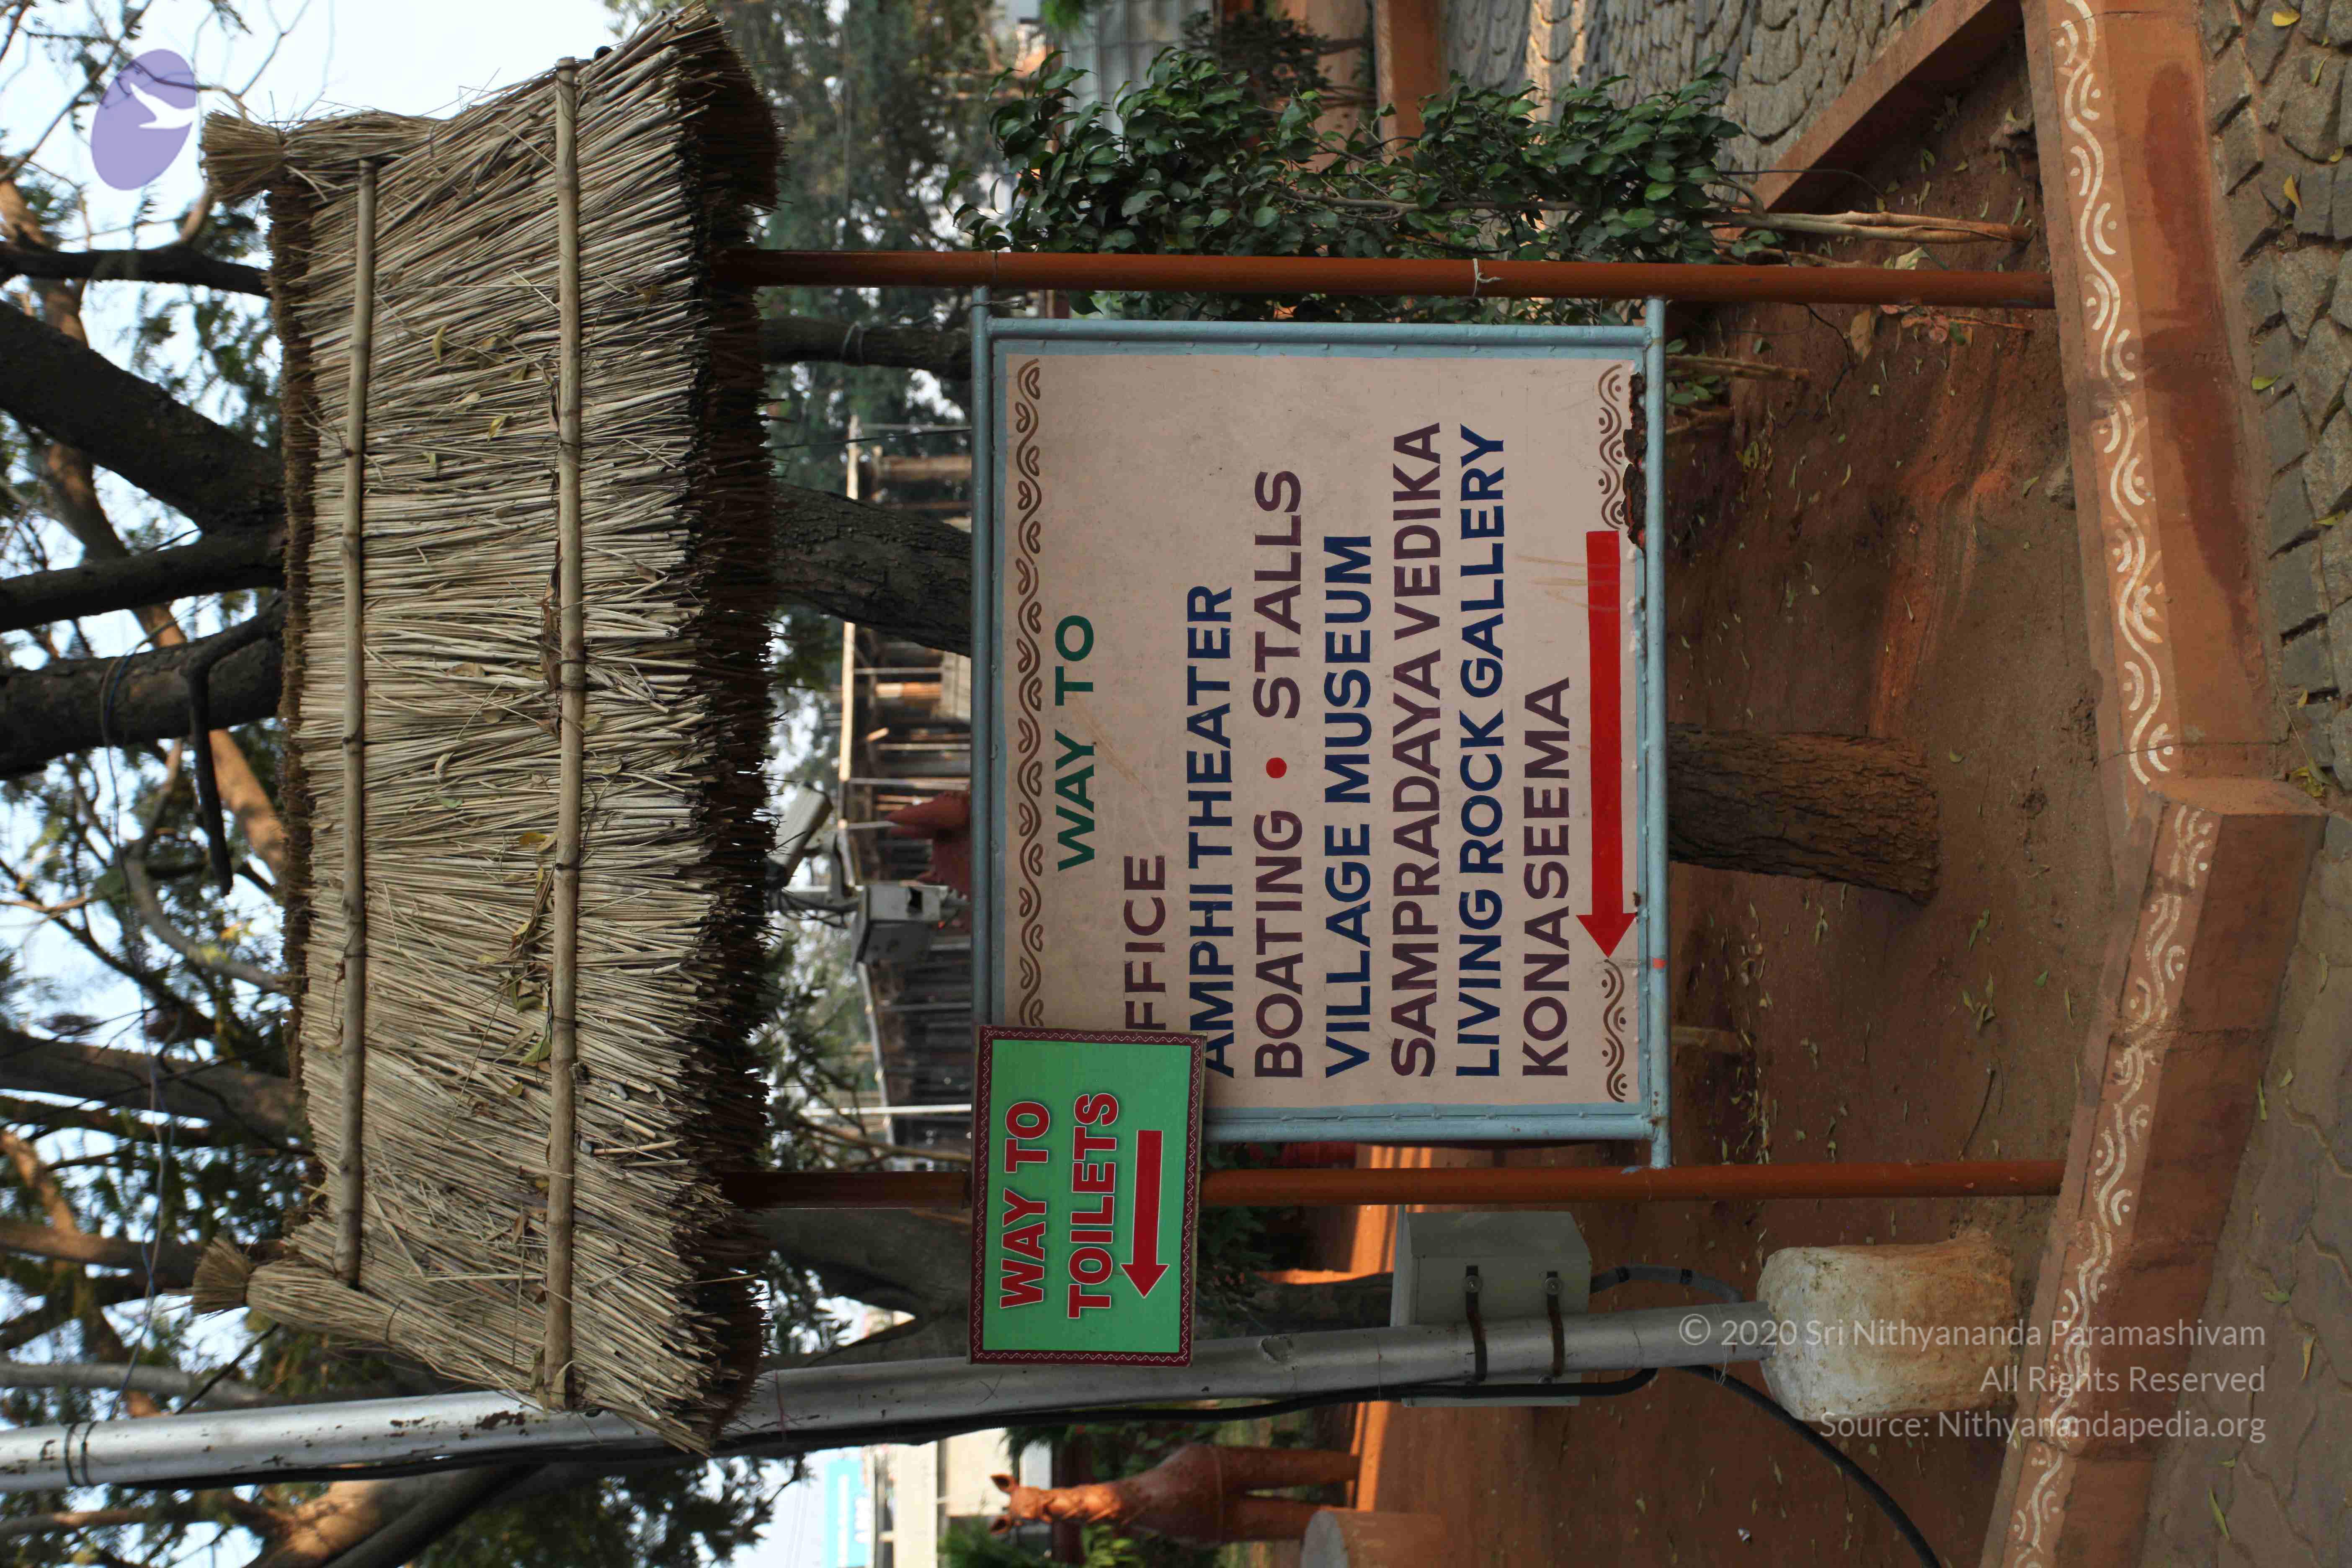 WAY TO
TOILETS
WAY TO
FFICE
AMPHI THEATER
BOATING • STALLS
VILLAGE MUSEUM
SAMPRADAYA VEDIKA
LIVING ROCK GALLERY
KONASEEMA
© 2020 Sri Nithyananda Paramashivam
All Rights Reserved
Source: Nithyanandapedia.org